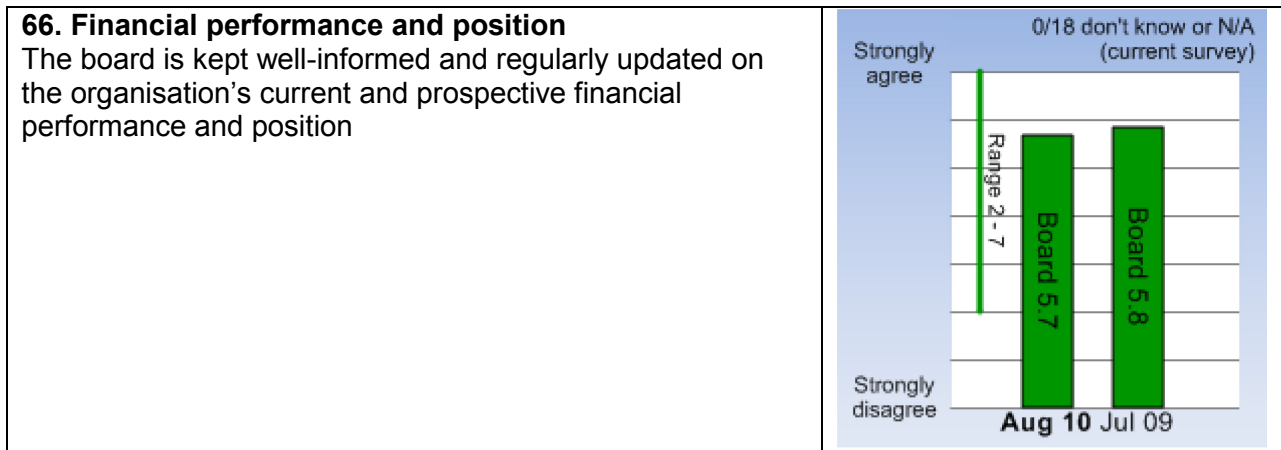 66. Financial performance and position
The board is kept well-informed and regularly updated on
the organisation's current and prospective financial
performance and position
0/18 don't know or N/A
(current survey)
Strongly
agree
Range 2 - 7
Board 5.7
Board 5.8
Strongly
disagree
Aug 10 Jul 09